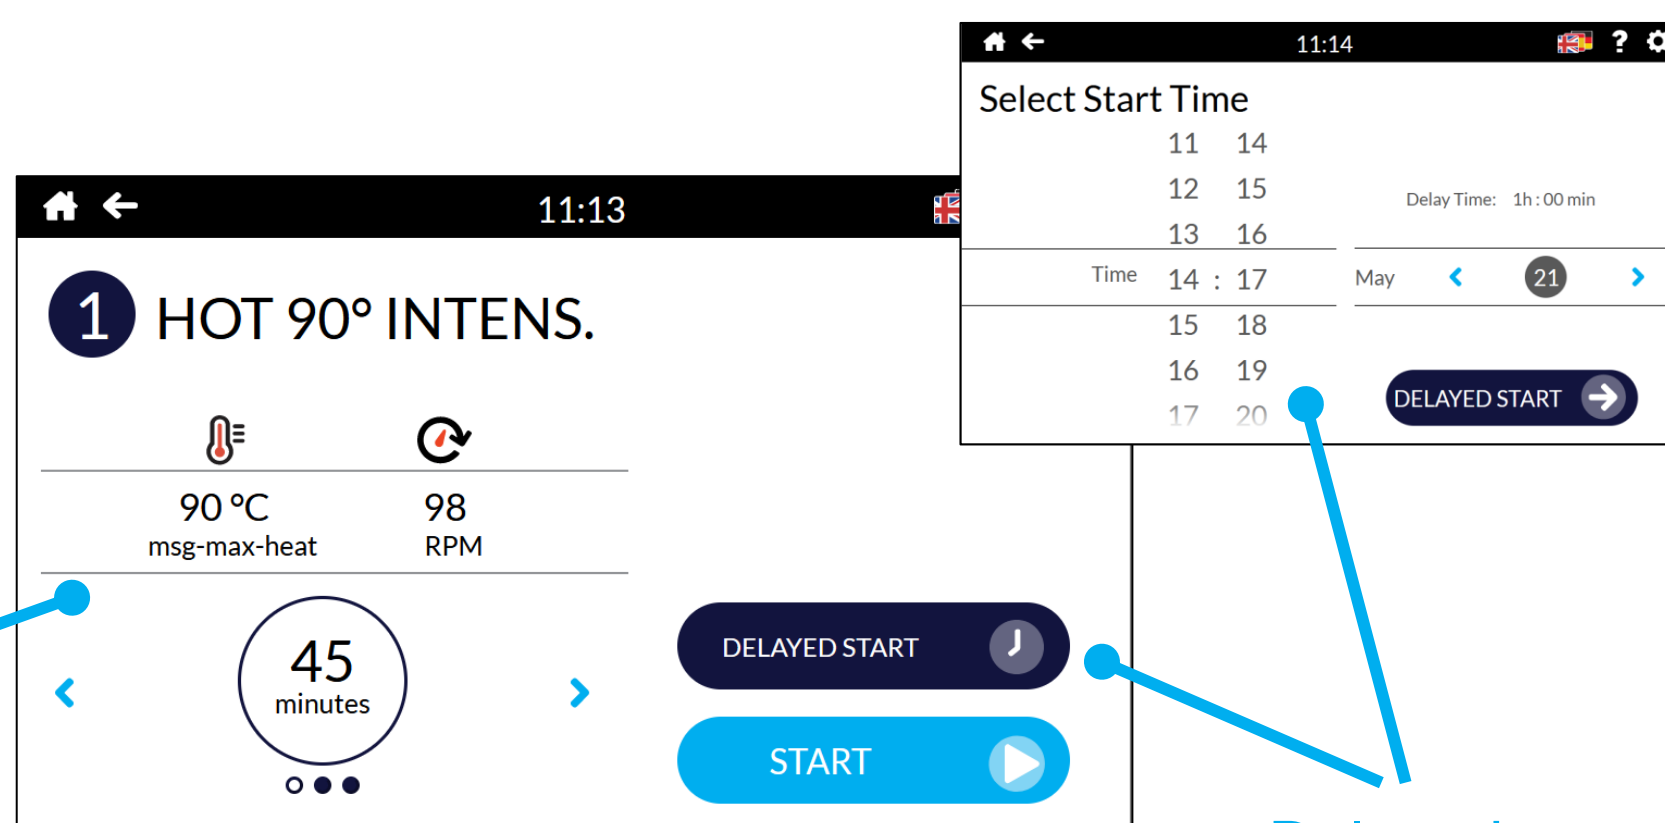 11:14
Select Start Time
11 14
12 15
Delay Time: 1h : 00 min
13 16
Time 14 : 17
May 21
15 18
16 19
DELAYED START
17 20
11:13
1 HOT 90° INTENS.
90 °C 98
msg-max-heat RPM
45
minutes
DELAYED START
START